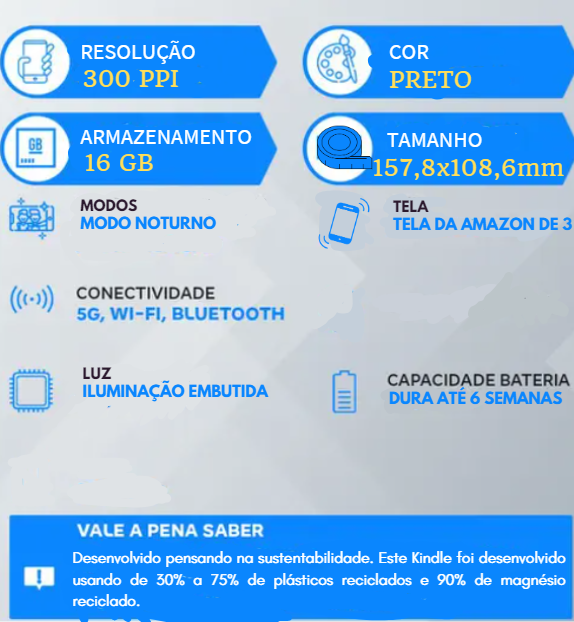 RESOLUÇÃO
300 PPI
COR
PRETO
GB
ARMAZENAMENTO
16 GB
TAMANHO
157,8x108,6mm
MODOS
MODO NOTURNO
TELA
TELA DA AMAZON DE 3
CONECTIVIDADE
5G, WI-FI, BLUETOOTH
LUZ
ILUMINAÇÃO EMBUTIDA
CAPACIDADE BATERIA
DURA ATÉ 6 SEMANAS
VALE A PENA SABER
Desenvolvido pensando na sustentabilidade. Este Kindle foi desenvolvido
usando de 30% a 75% de plásticos reciclados e 90% de magnésio
reciclado.